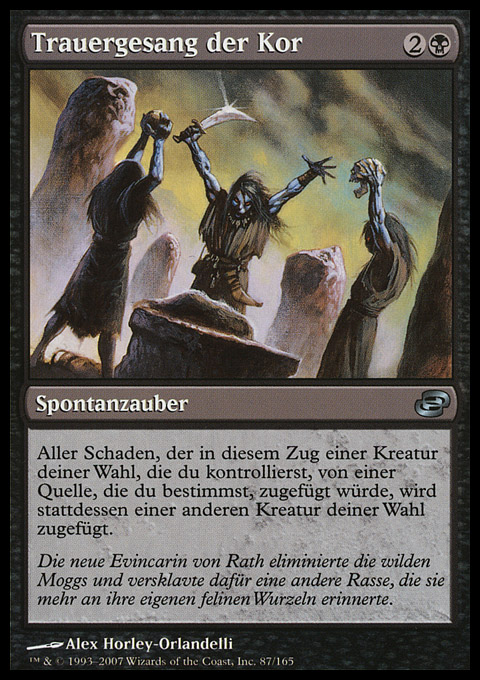 Trauergesang der Kor
2
Spontanzauber
Aller Schaden, der in diesem Zug einer Kreatur
deiner Wahl, die du kontrollierst, von einer
Quelle, die du bestimmst, zugefügt würde, wird
stattdessen einer anderen Kreatur deiner Wahl
zugefügt.
Die neue Evincarin von Rath eliminierte die wilden
Moggs und versklavte dafür eine andere Rasse, die sie
mehr an ihre eigenen felinen Wurzeln erinnerte.
Alex Horley-Orlandelli
™ & © 1993–2007 Wizards of the Coast, Inc. 87/165